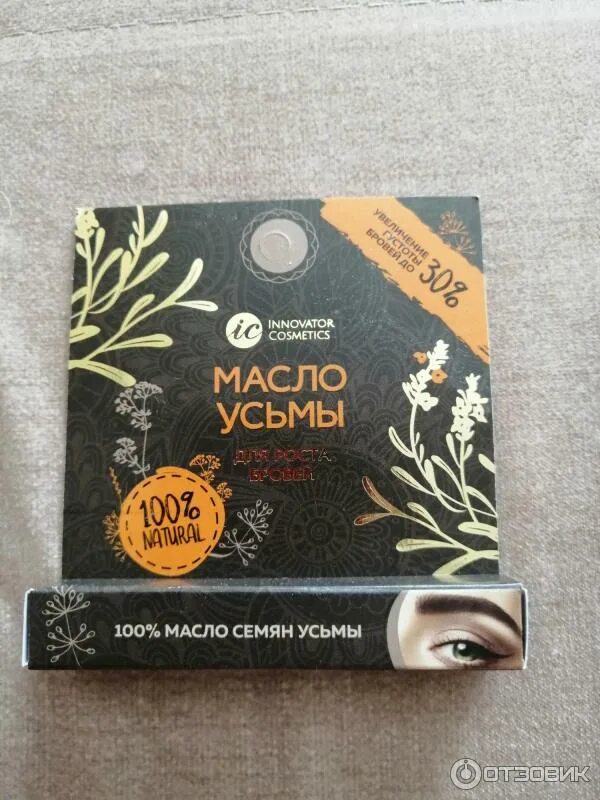 УВЕЛИЧЕНИЕ
ГУСТОТЫ
БРОВЕЙ ДО
30%
ic INNOVATOR
COSMETICS
МАСЛО
УСЬМЫ
ДЛЯ РОСТА
БРОВЕЙ
100%
NATURAL
100% МАСЛО СЕМЯН УСЬМЫ
ОТЗОВИК